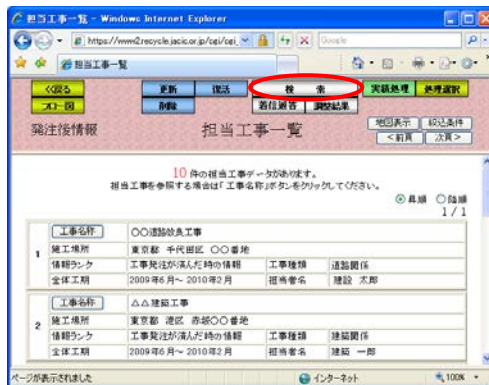 担当工事一覧 - Windows Internet Explorer
https://www2.recycle.jacic.or.jp/cgi/cgi_
Google
担当工事一覧
<<戻る 更新 復活 検 索 実績処理 処理選択
フロー図 削除 着信通答 調整結果
発注後情報 担当工事一覧 地図表示 絞込条件
<前頁 次頁>
10 件の担当工事データがあります。
担当工事を参照する場合は「工事名称」ボタンをクリックしてください。
昇順 降順
1 / 1
工事名称 〇〇道路改良工事
1 施工場所 東京都 千代田区 〇〇番地
情報ランク 工事発注が済んだ時の情報 工事種類 道路関係
全体工期 2009年6月～2010年2月 担当者名 建設 太郎
工事名称 △△建築工事
2 施工場所 東京都 港区 赤坂〇〇番地
情報ランク 工事発注が済んだ時の情報 工事種類 建築関係
全体工期 2009年6月～2010年2月 担当者名 建築 一郎
ページが表示されました インターネット 100%